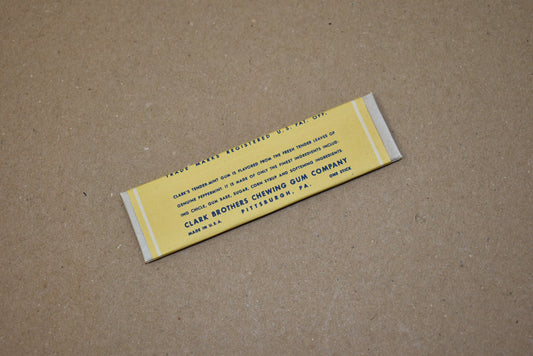 TRADE MARKS REGISTERED U.S. PAT OFF.
CLARK'S TENDER-MINT GUM IS FLAVORED FROM THE FRESH TENDER LEAVES OF
GENUINE PEPPERMINT. IT IS MADE OF ONLY THE FINEST INGREDIENTS INCLUD-
ING CHICLE, GUM BASE, SUGAR, CORN SYRUP AND SOFTENING INGREDIENTS.
CLARK BROTHERS CHEWING GUM COMPANY
MADE IN U.S.A. PITTSBURGH, PA. ONE STICK